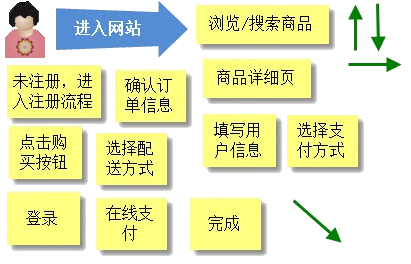 进入网站
浏览/搜索商品
未注册，进
入注册流程
确认订
单信息
商品详细页
点击购
买按钮
选择配
送方式
填写用
户信息
选择支
付方式
登录
在线支
付
完成